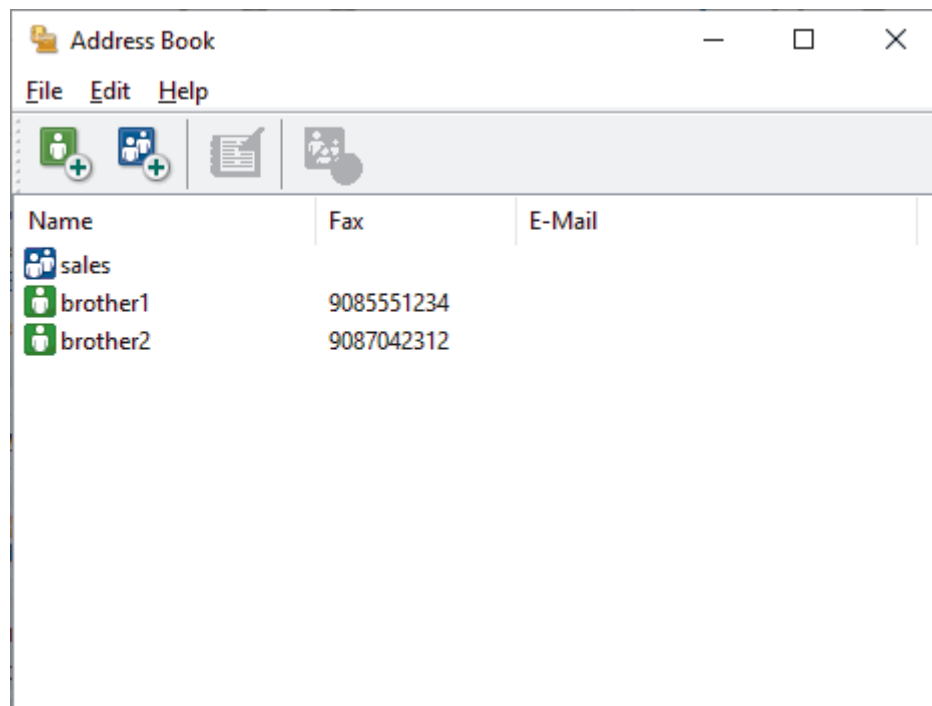 Address Book
File Edit Help
Name Fax E-Mail
sales
brother1 9085551234
brother2 9087042312